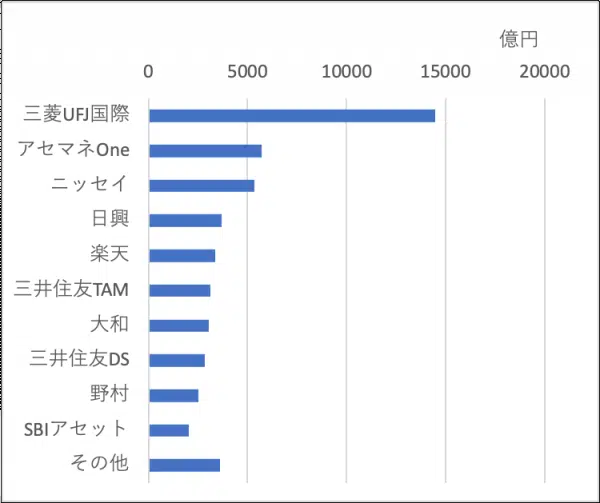 億円
0 5000 10000 15000 20000
三菱UFJ国際
アセマネOne
ニッセイ
日興
楽天
三井住友TAM
大和
三井住友DS
野村
SBIアセット
その他